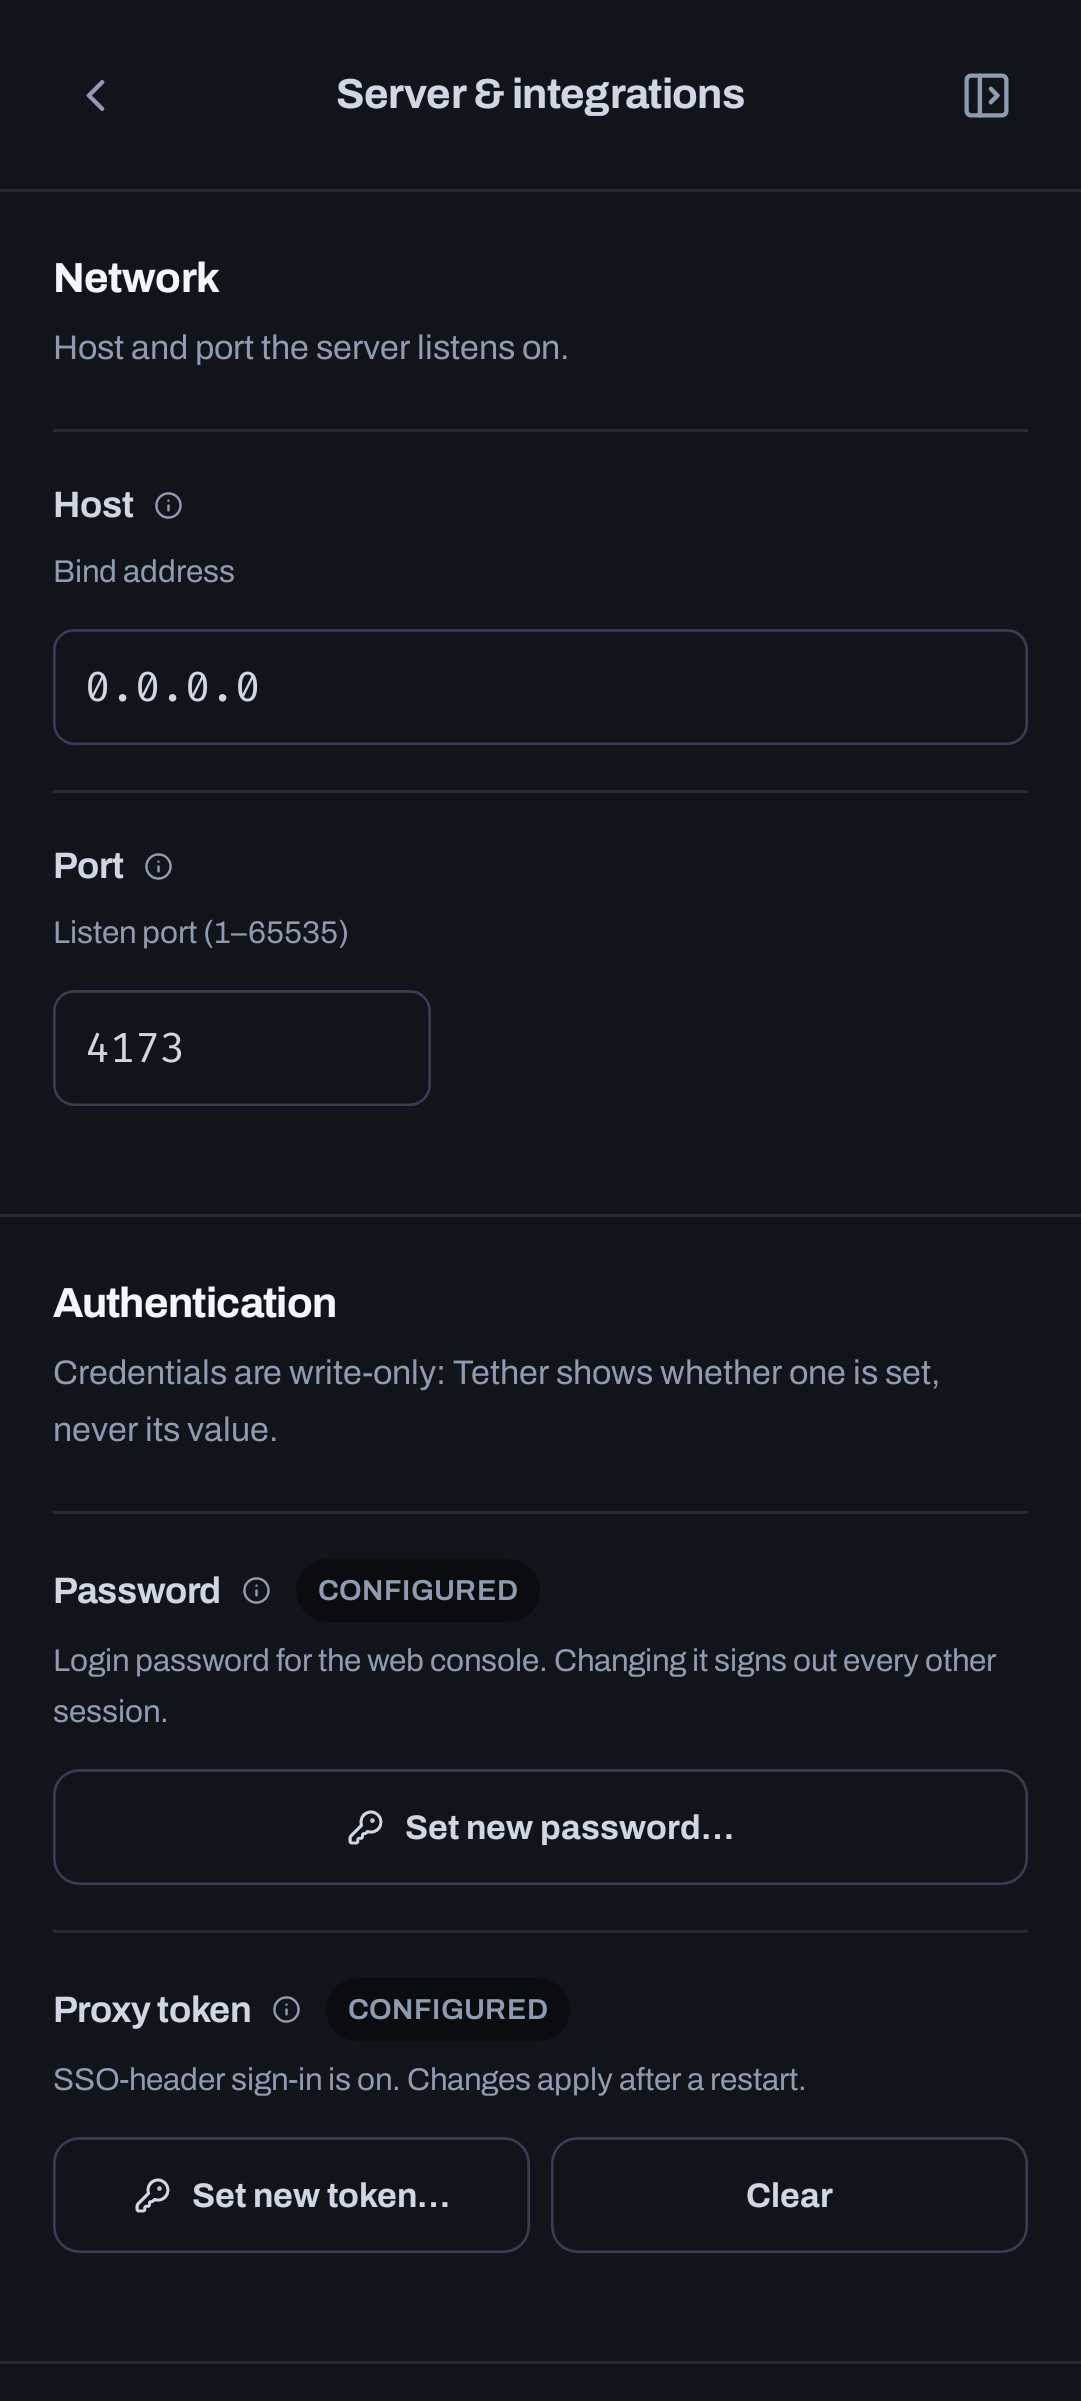 Server & integrations
Network
Host and port the server listens on.
Host
Bind address
0.0.0.0
Port
Listen port (1–65535)
4173
Authentication
Credentials are write-only: Tether shows whether one is set,
never its value.
Password CONFIGURED
Login password for the web console. Changing it signs out every other
session.
Set new password...
Proxy token CONFIGURED
SSO-header sign-in is on. Changes apply after a restart.
Set new token... Clear